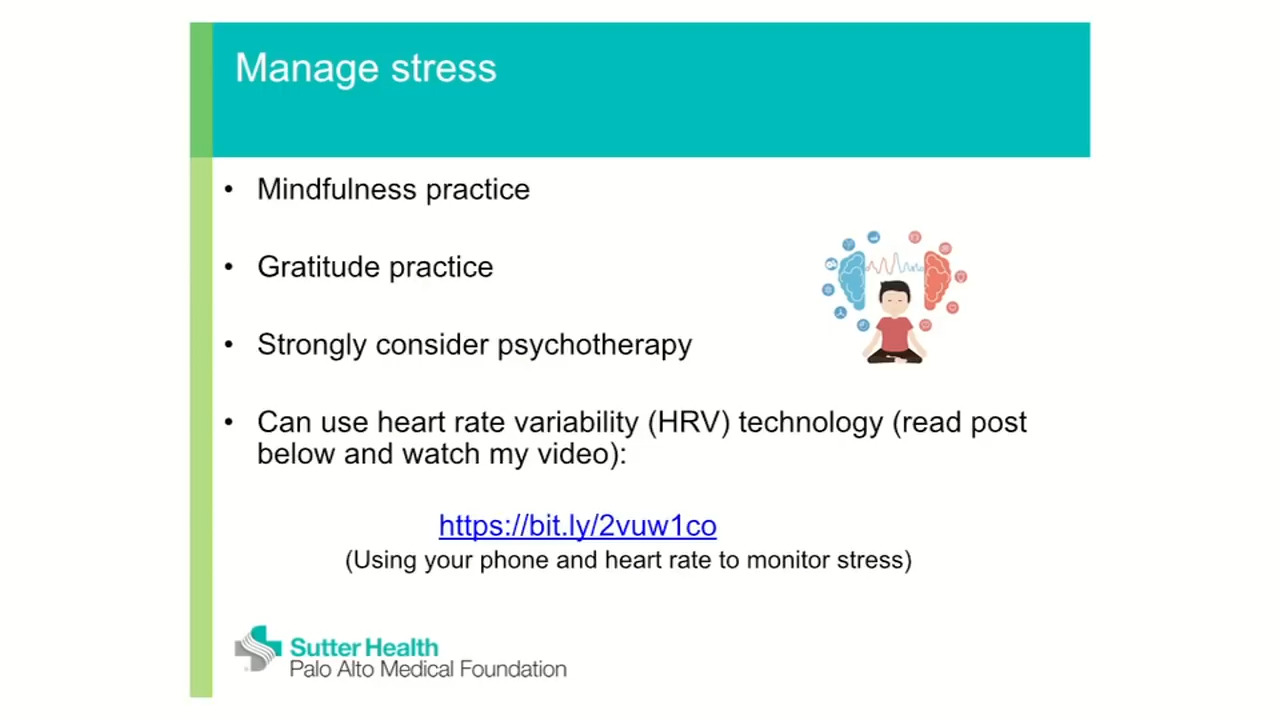 Manage stress
• Mindfulness practice
• Gratitude practice
• Strongly consider psychotherapy
• Can use heart rate variability (HRV) technology (read post
below and watch my video):
https://bit.ly/2vuw1co
(Using your phone and heart rate to monitor stress)
Sutter Health
Palo Alto Medical Foundation